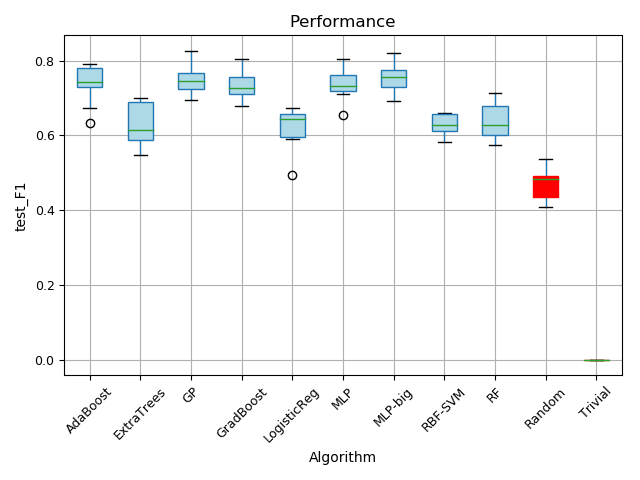 Performance
test_F1
0.8
0.6
0.4
0.2
0.0
AdaBoost
ExtraTrees
GP
GradBoost
LogisticReg
MLP
MLP-big
RBF-SVM
RF
Random
Trivial
Algorithm